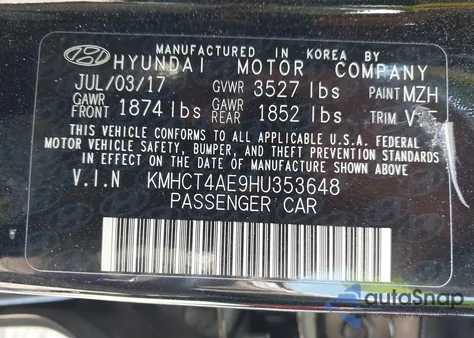 MANUFACTURED IN KOREA BY
HYUNDAI MOTOR COMPANY
JUL/03/17 GVWR 3527 lbs PAINT MZH
GAWR FRONT 1874 lbs GAWR REAR 1852 lbs TRIM
THIS VEHICLE CONFORMS TO ALL APPLICABLE U.S.A. FEDERAL
MOTOR VEHICLE SAFETY, BUMPER, AND THEFT PREVENTION STANDARDS
IN EFFECT ON THE DATE OF MANUFACTURE SHOWN ABOVE.
V.I.N KMHCT4AE9HU353648
PASSENGER CAR
autoSnap